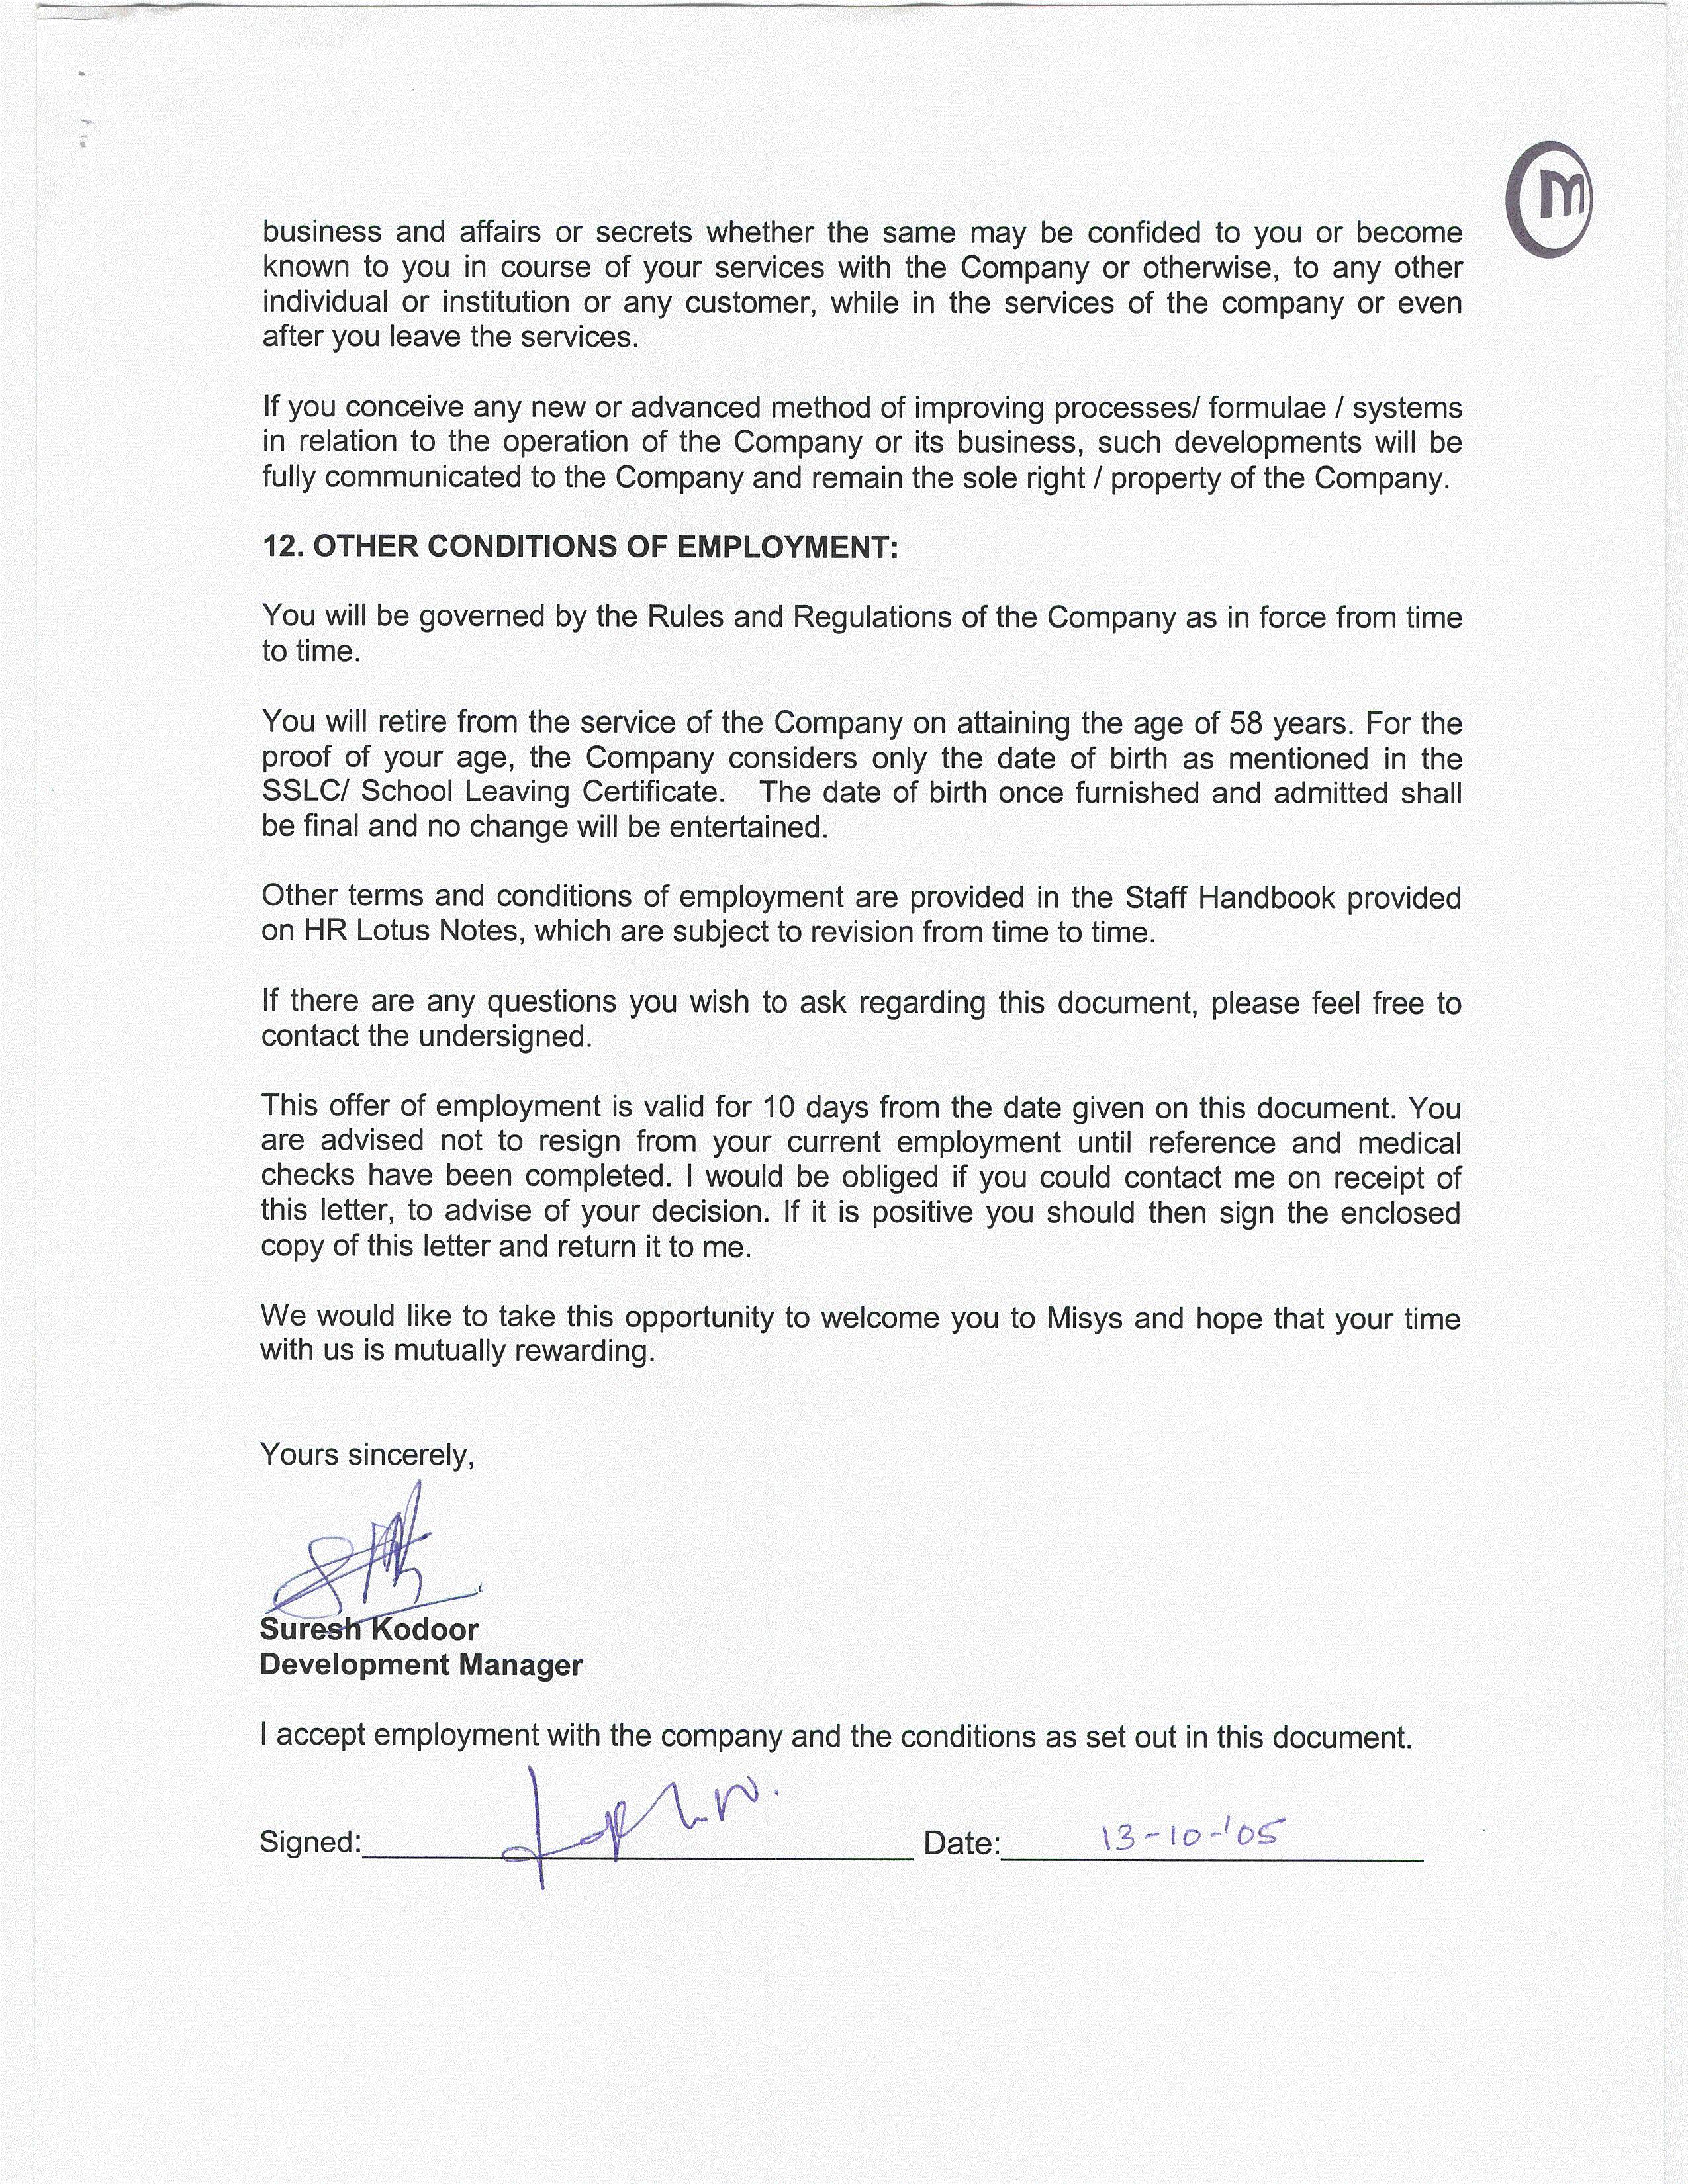 m
business and affairs or secrets whether the same may be confided to you or become
known to you in course of your services with the Company or otherwise, to any other
individual or institution or any customer, while in the services of the company or even
after you leave the services.
If you conceive any new or advanced method of improving processes/ formulae / systems
in relation to the operation of the Company or its business, such developments will be
fully communicated to the Company and remain the sole right / property of the Company.
12. OTHER CONDITIONS OF EMPLOYMENT:
You will be governed by the Rules and Regulations of the Company as in force from time
to time.
You will retire from the service of the Company on attaining the age of 58 years. For the
proof of your age, the Company considers only the date of birth as mentioned in the
SSLC/ School Leaving Certificate. The date of birth once furnished and admitted shall
be final and no change will be entertained.
Other terms and conditions of employment are provided in the Staff Handbook provided
on HR Lotus Notes, which are subject to revision from time to time.
If there are any questions you wish to ask regarding this document, please feel free to
contact the undersigned.
This offer of employment is valid for 10 days from the date given on this document. You
are advised not to resign from your current employment until reference and medical
checks have been completed. I would be obliged if you could contact me on receipt of
this letter, to advise of your decision. If it is positive you should then sign the enclosed
copy of this letter and return it to me.
We would like to take this opportunity to welcome you to Misys and hope that your time
with us is mutually rewarding.
Yours sincerely,
Suresh Kodoor
Development Manager
I accept employment with the company and the conditions as set out in this document.
Signed: Date: 13-10-'05